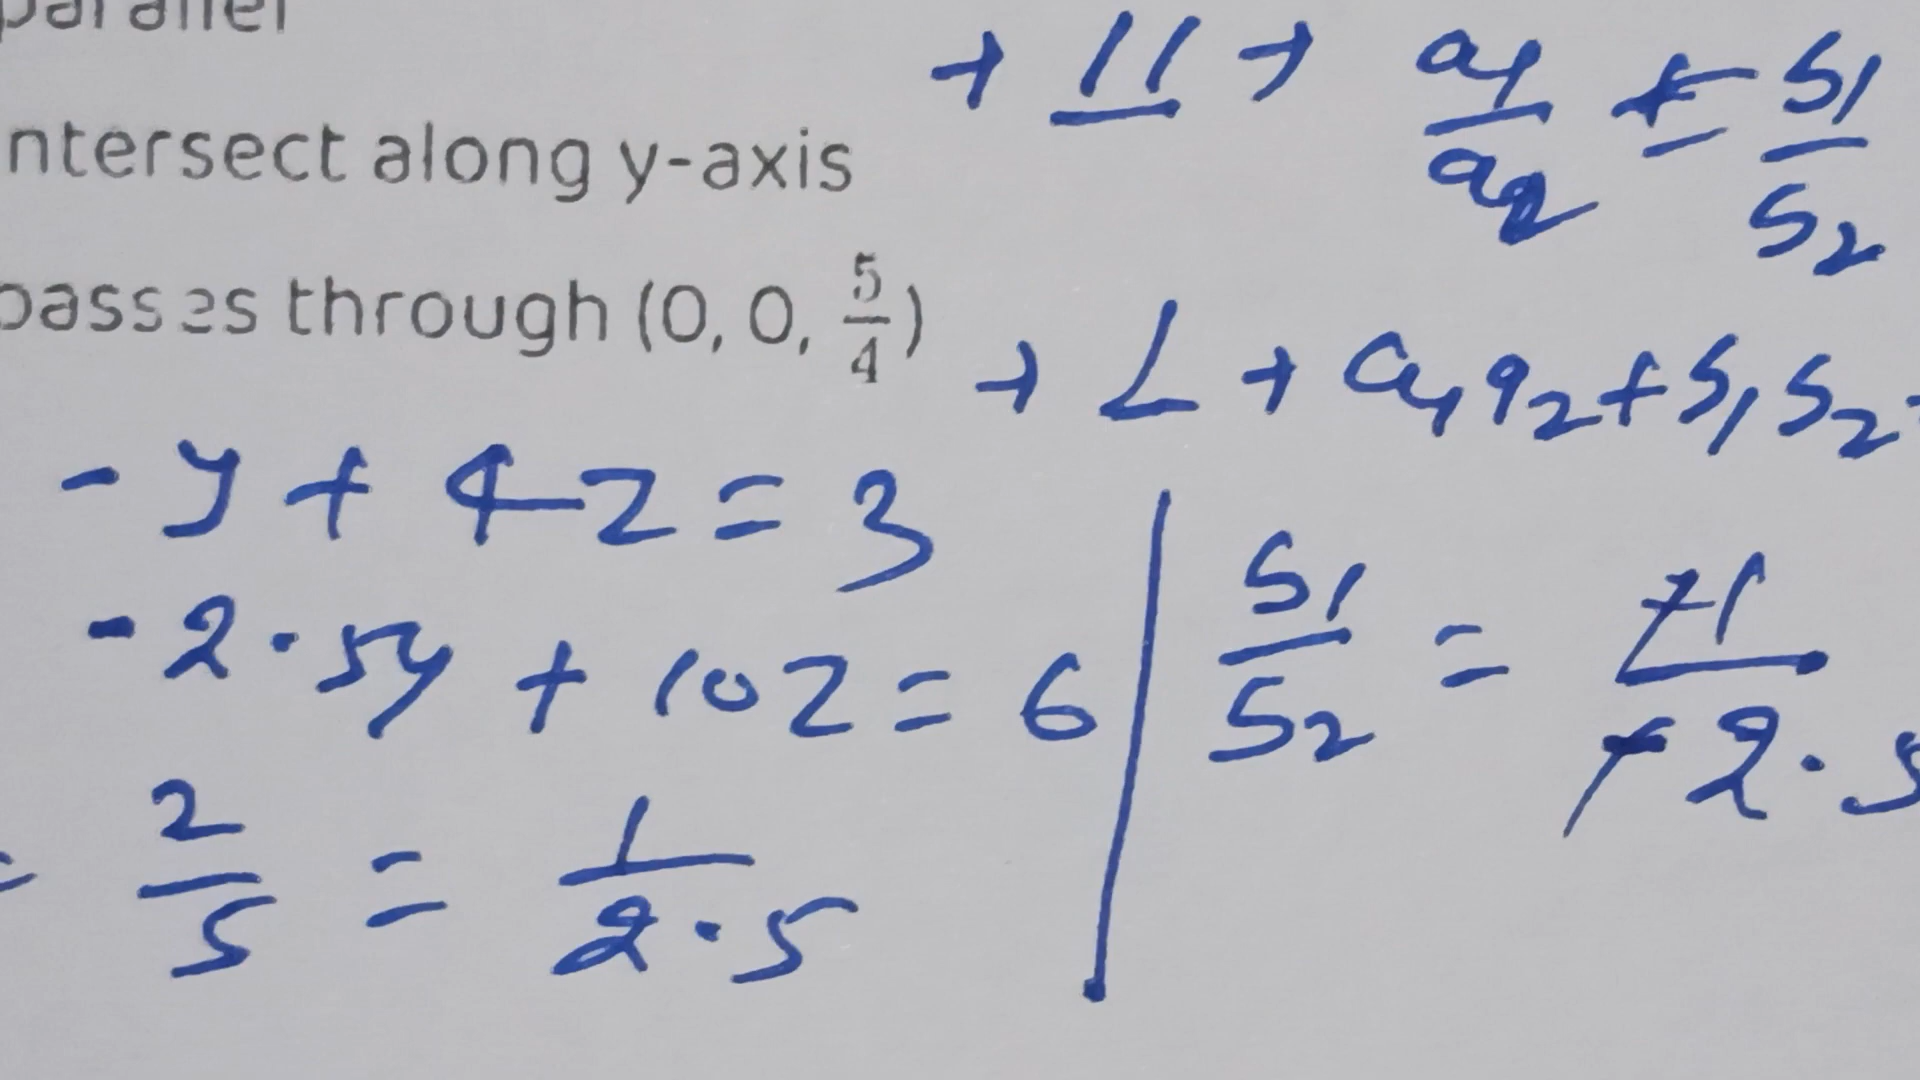 parallel
→ 11 → a1/a2 = b1/b2
ntersect along y-axis
passes through (0, 0, 5/4)
→ ⊥ → a1a2 + b1b2
- y + 4z = 3
- 2.5y + 10z = 6
b1/b2 = -1/-2.5
= 2/5 = 1/2.5